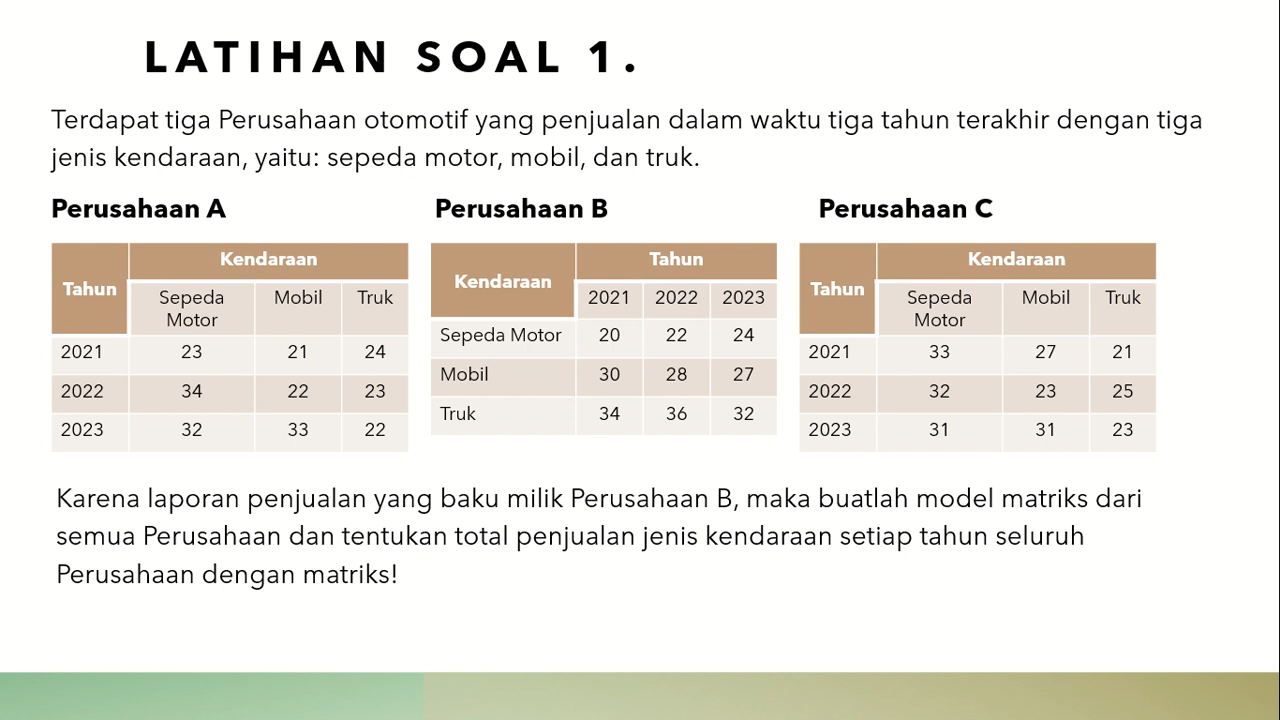 LATIHAN SOAL 1.
Terdapat tiga Perusahaan otomotif yang penjualan dalam waktu tiga tahun terakhir dengan tiga
jenis kendaraan, yaitu: sepeda motor, mobil, dan truk.
Perusahaan A
Tahun Kendaraan
Sepeda Motor Mobil Truk
2021 23 21 24
2022 34 22 23
2023 32 33 22
Perusahaan B
Kendaraan Tahun
2021 2022 2023
Sepeda Motor 20 22 24
Mobil 30 28 27
Truk 34 36 32
Perusahaan C
Tahun Kendaraan
Sepeda Motor Mobil Truk
2021 33 27 21
2022 32 23 25
2023 31 31 23
Karena laporan penjualan yang baku milik Perusahaan B, maka buatlah model matriks dari
semua Perusahaan dan tentukan total penjualan jenis kendaraan setiap tahun seluruh
Perusahaan dengan matriks!